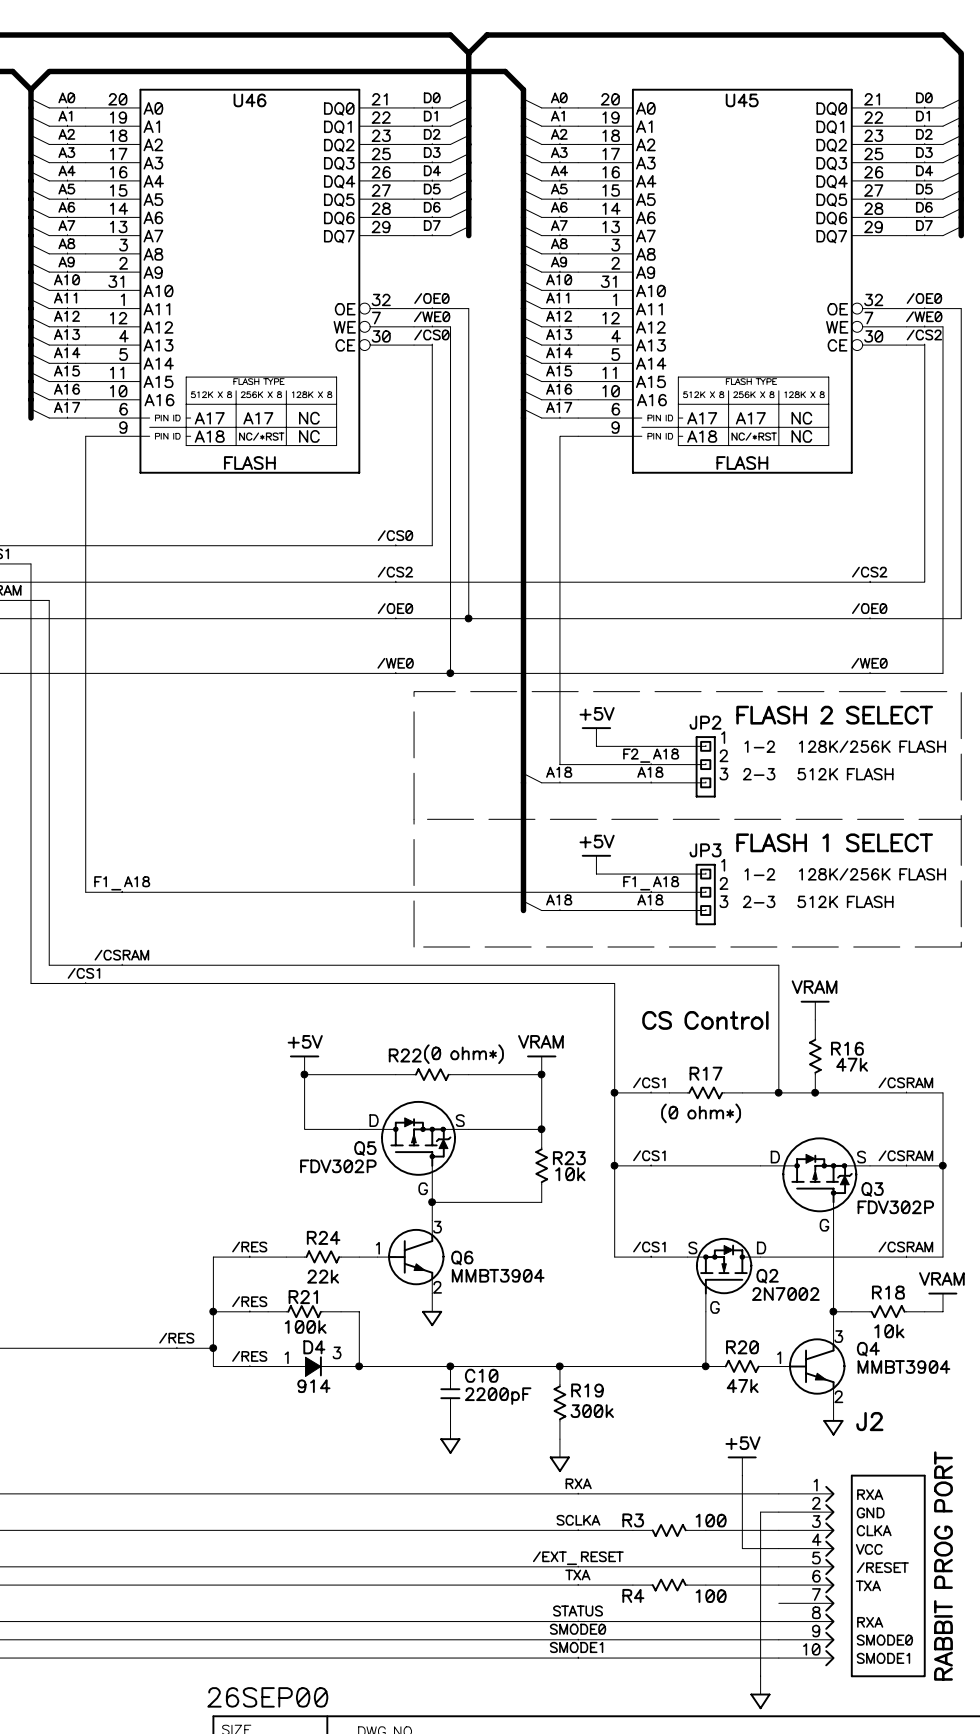 U46
U45
A0 20 A0 DQ0 21 D0 A0 20 A0 DQ0 21 D0
A1 19 A1 DQ1 22 D1 A1 19 A1 DQ1 22 D1
A2 18 A2 DQ2 23 D2 A2 18 A2 DQ2 23 D2
A3 17 A3 DQ3 25 D3 A3 17 A3 DQ3 25 D3
A4 16 A4 DQ4 26 D4 A4 16 A4 DQ4 26 D4
A5 15 A5 DQ5 27 D5 A5 15 A5 DQ5 27 D5
A6 14 A6 DQ6 28 D6 A6 14 A6 DQ6 28 D6
A7 13 A7 DQ7 29 D7 A7 13 A7 DQ7 29 D7
A8 3 A8 A8 3 A8
A9 2 A9 A9 2 A9
A10 31 A10 A10 31 A10
A11 1 A11 OE 32 /OE0 A11 1 A11 OE 32 /OE0
A12 12 A12 WE 7 /WE0 A12 12 A12 WE 7 /WE0
A13 4 A13 CE 30 /CS0 A13 4 A13 CE 30 /CS2
A14 5 A14 A14 5 A14
A15 11 A15 A15 11 A15
A16 10 A16 A16 10 A16
FLASH TYPE FLASH TYPE
512K X 8 256K X 8 128K X 8 512K X 8 256K X 8 128K X 8
A17 6 PIN ID A17 A17 NC A17 6 PIN ID A17 A17 NC
9 PIN ID A18 NC/*RST NC 9 PIN ID A18 NC/*RST NC
FLASH FLASH
/CS0
S1
/CS2 /CS2
RAM
/OE0 /OE0
/WE0 /WE0
+5V JP2 FLASH 2 SELECT
1 1-2 128K/256K FLASH
F2_A18 2
A18 A18 3 2-3 512K FLASH
+5V JP3 FLASH 1 SELECT
1 1-2 128K/256K FLASH
F1_A18 F1_A18 2
A18 A18 3 2-3 512K FLASH
/CSRAM
/CS1
VRAM
CS Control
+5V R22(0 ohm*) VRAM
R16
47k
/CS1 R17 /CSRAM
(0 ohm*)
D S
Q5
FDV302P
G
R23
10k
/CS1 D S /CSRAM
Q3
FDV302P
G
/RES R24 1 3 Q6
22k
MMBT3904
2
/CS1 S D /CSRAM
Q2
2N7002
G
VRAM
R18
10k
/RES R21
100k
/RES
/RES 1 D4 3
914
C10
2200pF
R19
300k
R20
47k
1 3 Q4
MMBT3904
2
J2
+5V
RXA 1 RXA
2 GND
SCLKA R3 100 3 CLKA
4 VCC
/EXT_RESET 5 /RESET
TXA R4 100 6 TXA
7
STATUS 8 RXA
SMODE0 9 SMODE0
SMODE1 10 SMODE1
RABBIT PROG PORT
26SEP00
SIZE DWG NO